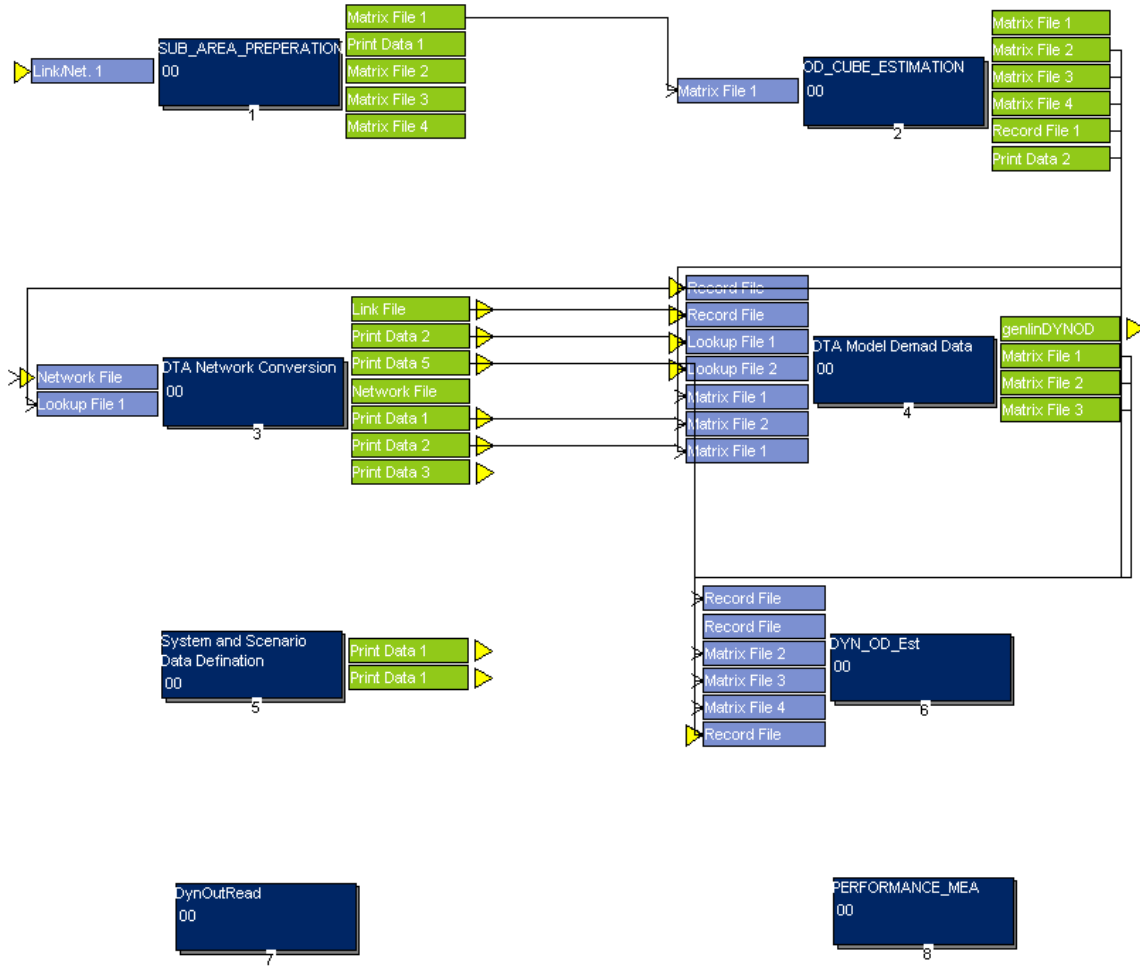 Link/Net. 1
SUB_AREA_PREPERATION
00
1
Matrix File 1
Print Data 1
Matrix File 2
Matrix File 3
Matrix File 4
Matrix File 1
OD_CUBE_ESTIMATION
00
2
Matrix File 1
Matrix File 2
Matrix File 3
Matrix File 4
Record File 1
Print Data 2
Network File
Lookup File 1
DTA Network Conversion
00
3
Link File
Print Data 2
Print Data 5
Network File
Print Data 1
Print Data 2
Print Data 3
Record File
Record File
Lookup File 1
Lookup File 2
Matrix File 1
Matrix File 2
Matrix File 1
DTA Model Demad Data
00
4
genlinDYNOD
Matrix File 1
Matrix File 2
Matrix File 3
System and Scenario
Data Defination
00
5
Print Data 1
Print Data 1
Record File
Record File
Matrix File 2
Matrix File 3
Matrix File 4
Record File
DYN_OD_Est
00
6
DynOutRead
00
7
PERFORMANCE_MEA
00
8